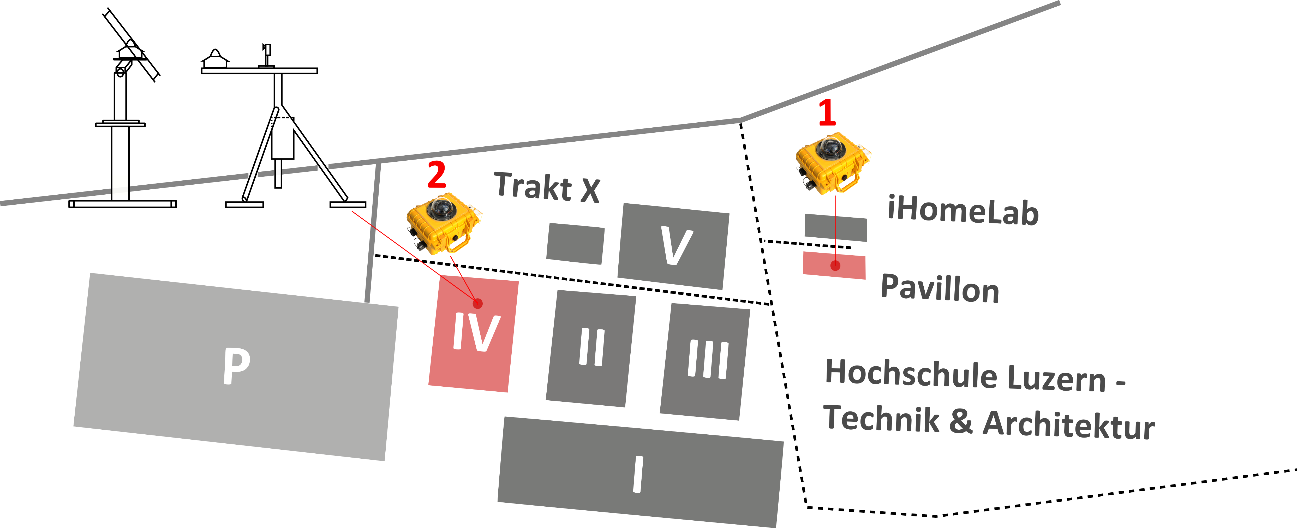 1
2
Trakt X
iHomeLab
V
Pavillon
IV
II
III
P
Hochschule Luzern -
Technik & Architektur
I